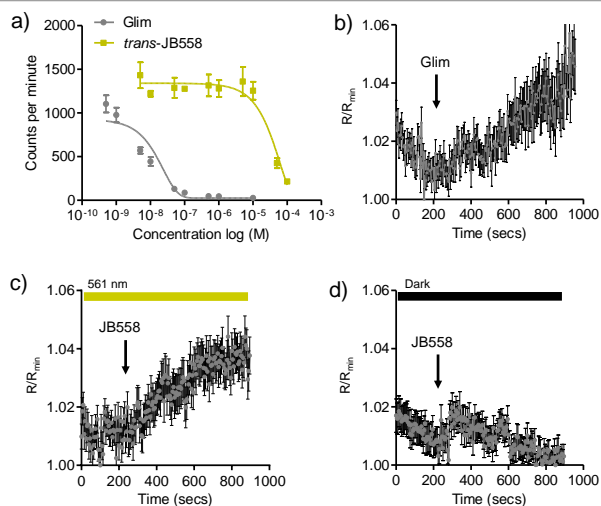 a)
Glim
trans-JB558
Counts per minute
2000
1500
1000
500
0
10-10 10-9 10-8 10-7 10-6 10-5 10-4 10-3
Concentration log (M)
b)
Glim
R/Rmin
1.06
1.04
1.02
1.00
0 200 400 600 800 1000
Time (secs)
c)
561 nm
JB558
R/Rmin
1.06
1.04
1.02
1.00
0 200 400 600 800 1000
Time (secs)
d)
Dark
JB558
R/Rmin
1.06
1.04
1.02
1.00
0 200 400 600 800 1000
Time (secs)